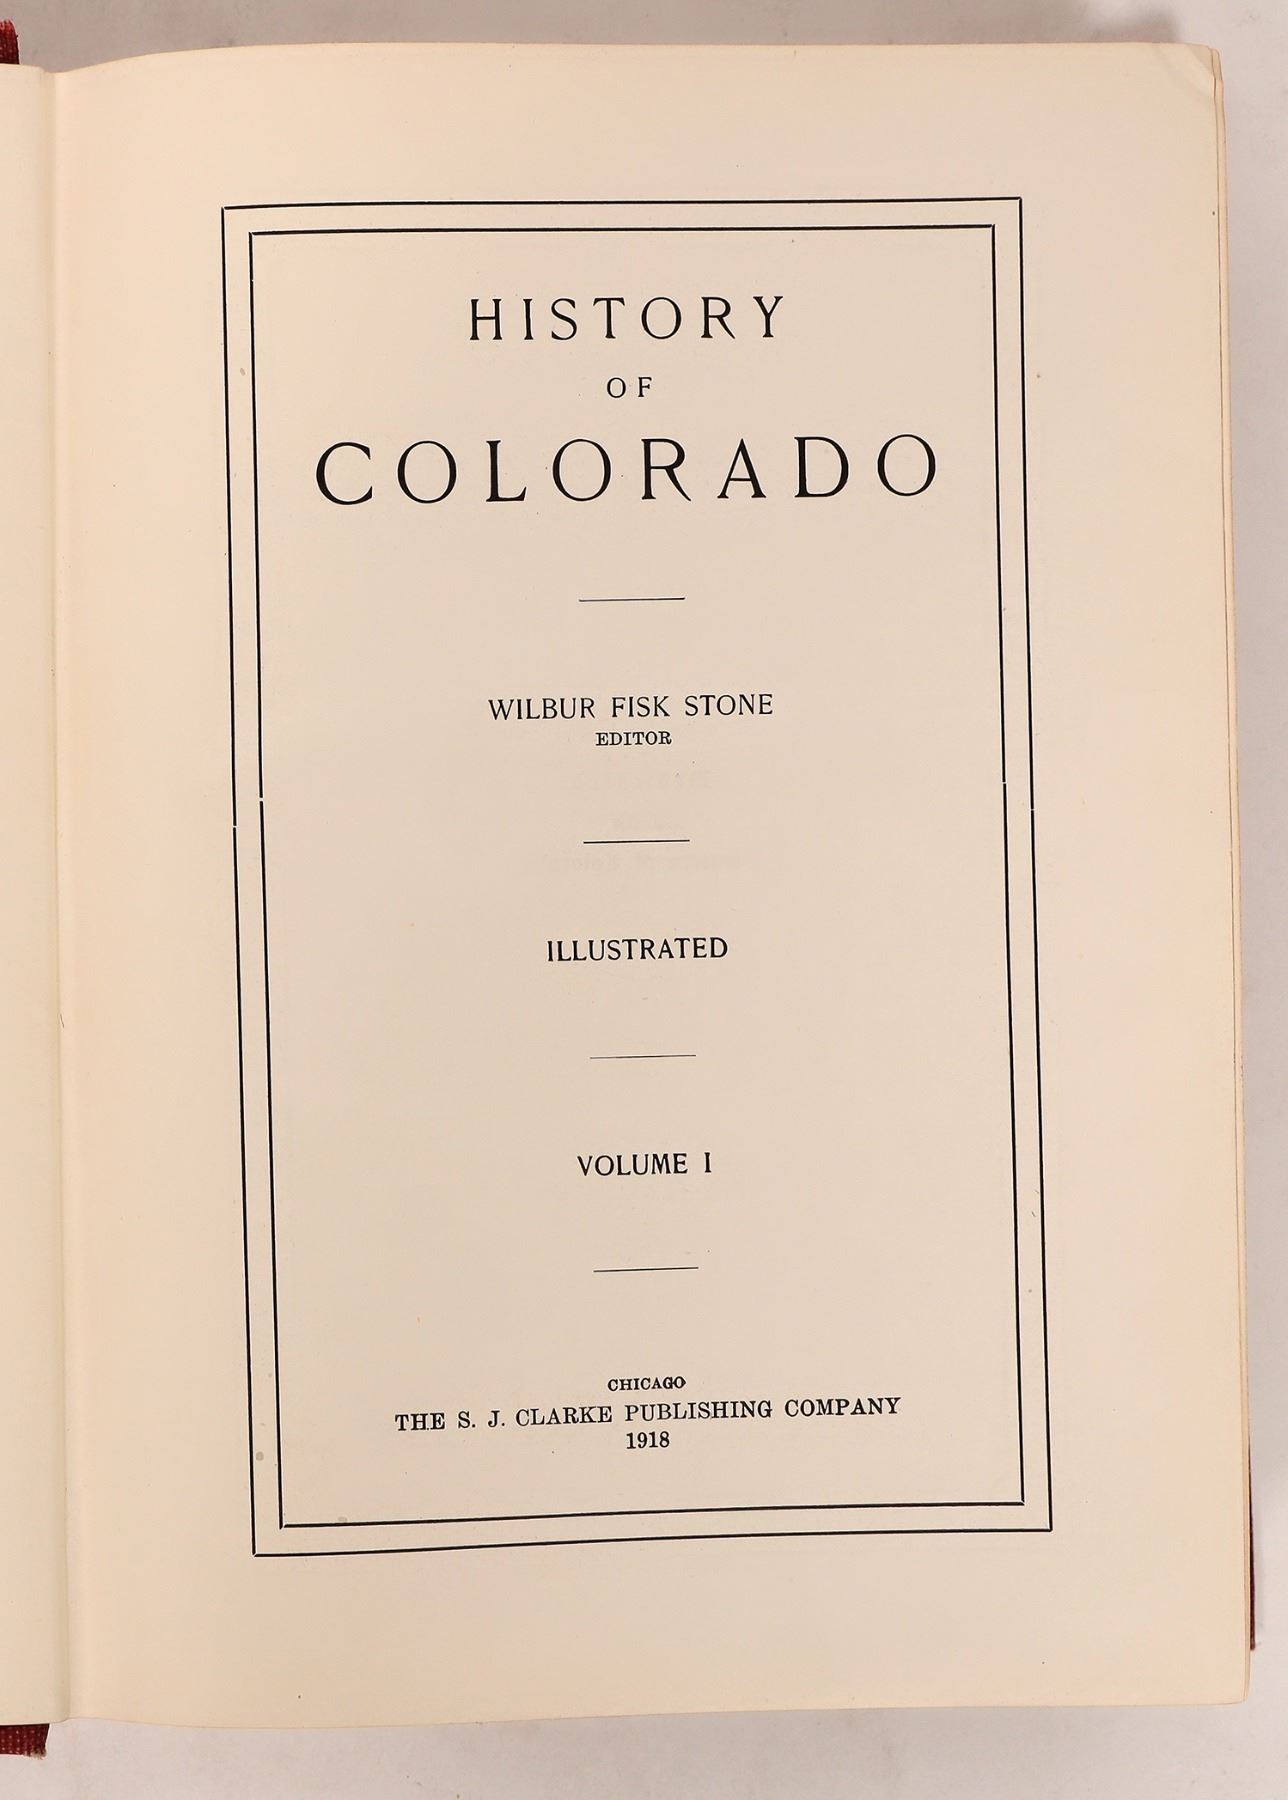 HISTORY
OF
COLORADO
WILBUR FISK STONE
EDITOR
ILLUSTRATED
VOLUME I
CHICAGO
THE S. J. CLARKE PUBLISHING COMPANY
1918